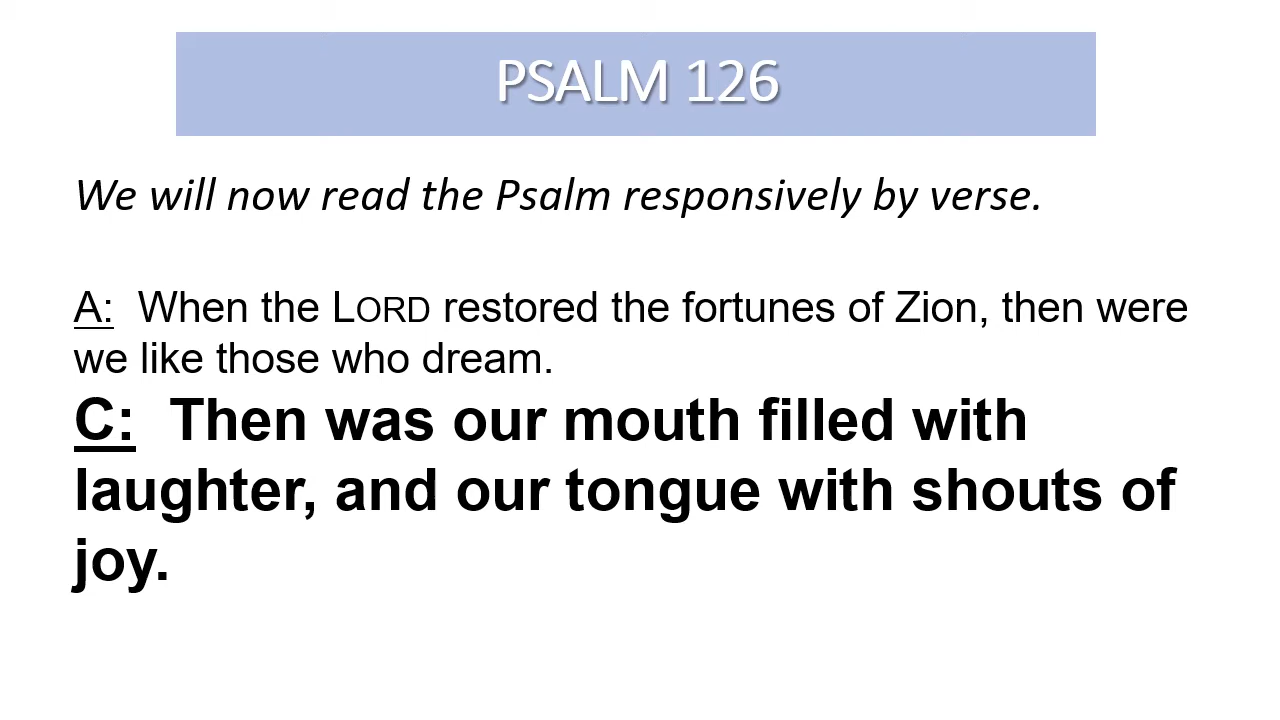 PSALM 126
We will now read the Psalm responsively by verse.
A: When the LORD restored the fortunes of Zion, then were
we like those who dream.
C: Then was our mouth filled with
laughter, and our tongue with shouts of
joy.